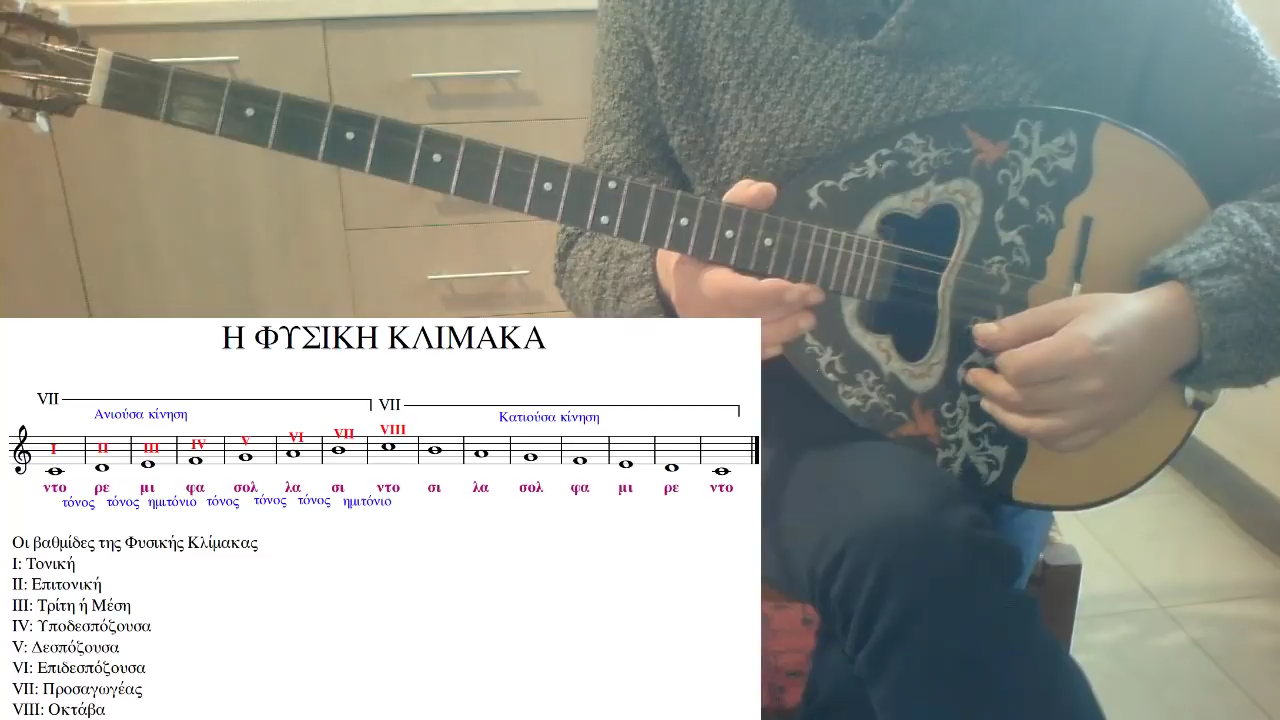 Η ΦΥΣΙΚΗ ΚΛΙΜΑΚΑ
VII VII
Ανιούσα κίνηση Κατιούσα κίνηση
I II III IV V VI VII VIII
ντο ρε μι φα σολ λα σι ντο σι λα σολ φα μι ρε ντο
τόνος τόνος ημιτόνιο τόνος τόνος τόνος ημιτόνιο
Οι βαθμίδες της Φυσικής Κλίμακας
I: Τονική
II: Επιτονική
III: Τρίτη ή Μέση
IV: Υποδεσπόζουσα
V: Δεσπόζουσα
VI: Επιδεσπόζουσα
VII: Προσαγωγέας
VIII: Οκτάβα